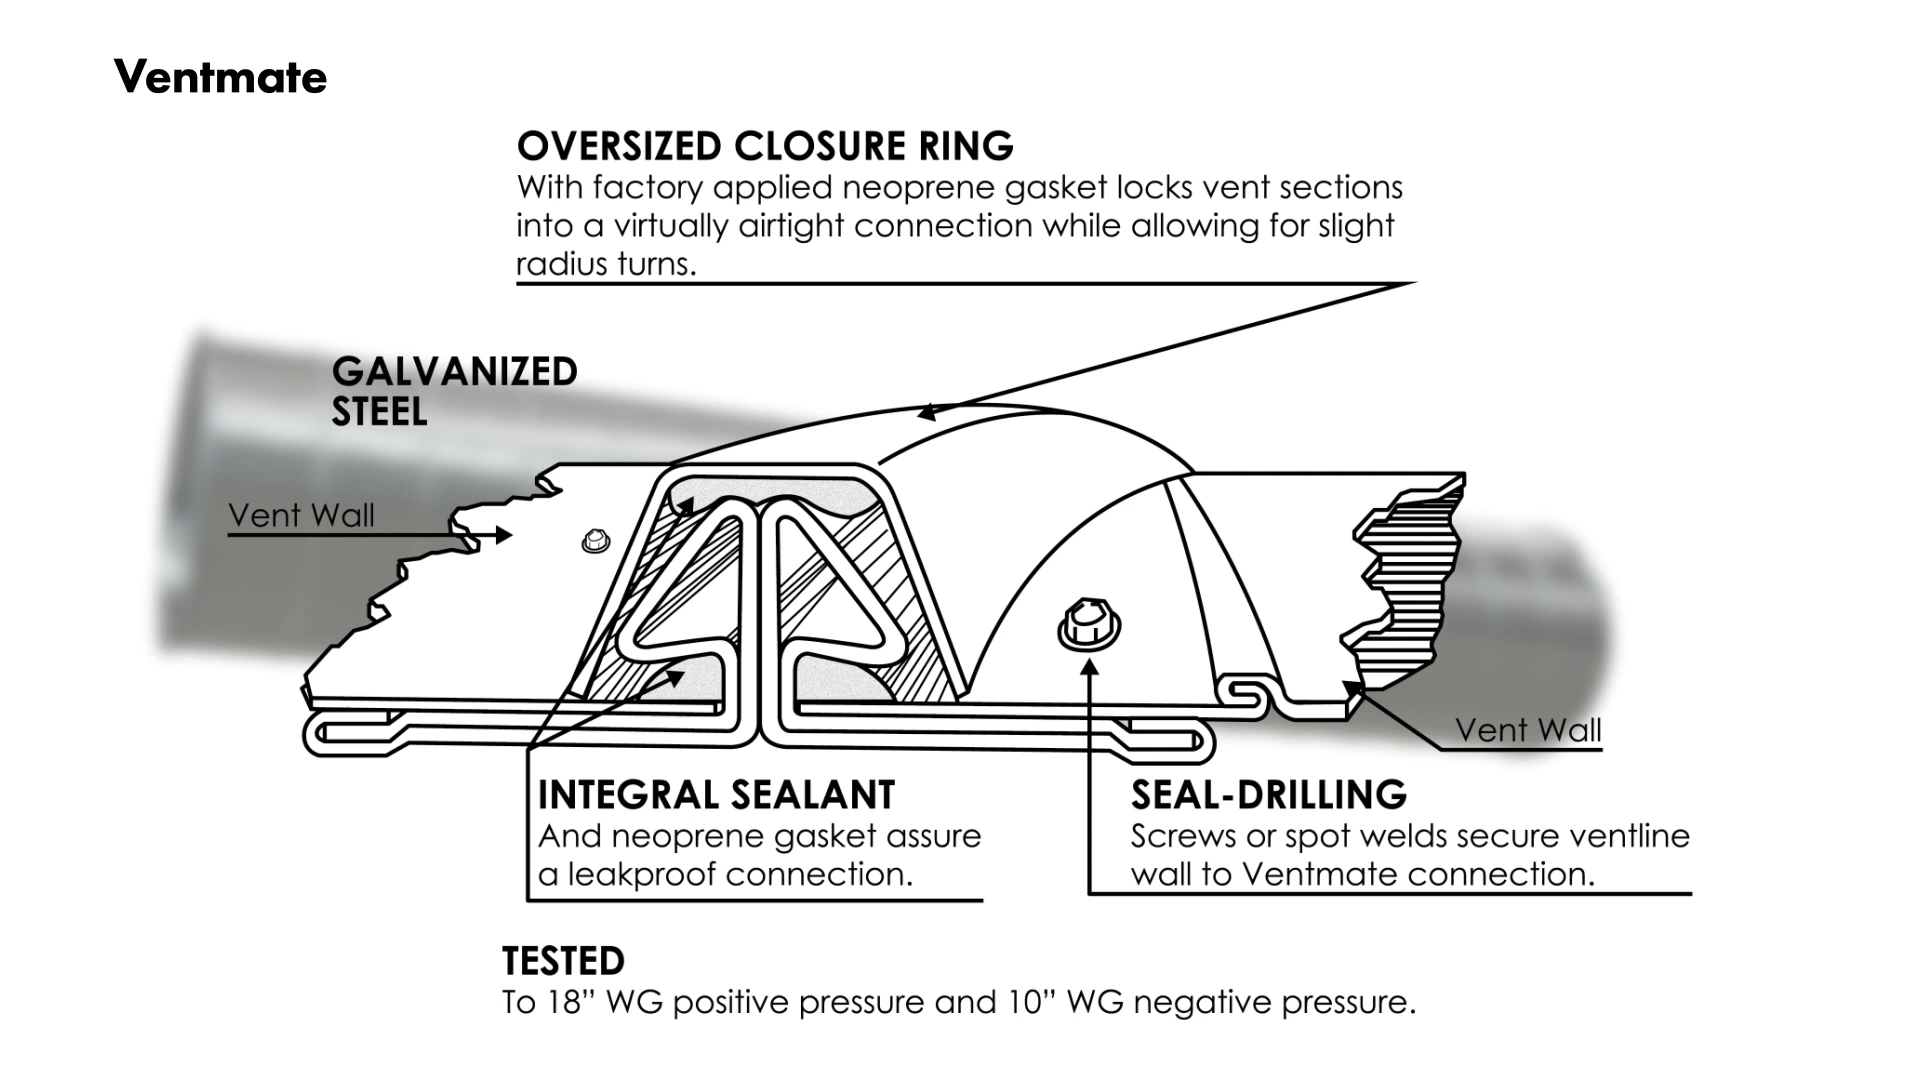 Ventmate
OVERSIZED CLOSURE RING
With factory applied neoprene gasket locks vent sections
into a virtually airtight connection while allowing for slight
radius turns.
GALVANIZED
STEEL
Vent Wall
Vent Wall
INTEGRAL SEALANT
And neoprene gasket assure
a leakproof connection.
SEAL-DRILLING
Screws or spot welds secure ventline
wall to Ventmate connection.
TESTED
To 18” WG positive pressure and 10” WG negative pressure.